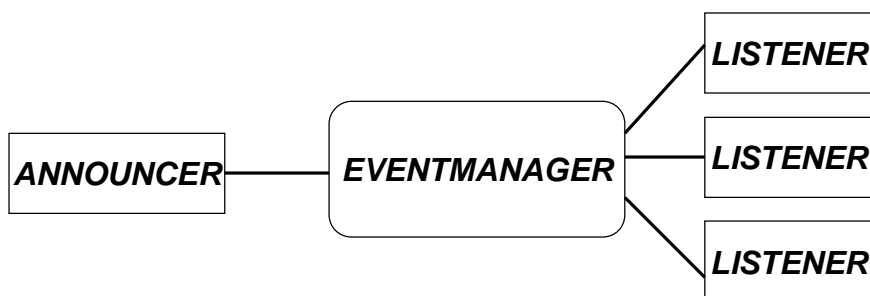 LISTENER
ANNOUNCER
EVENTMANAGER
LISTENER
LISTENER